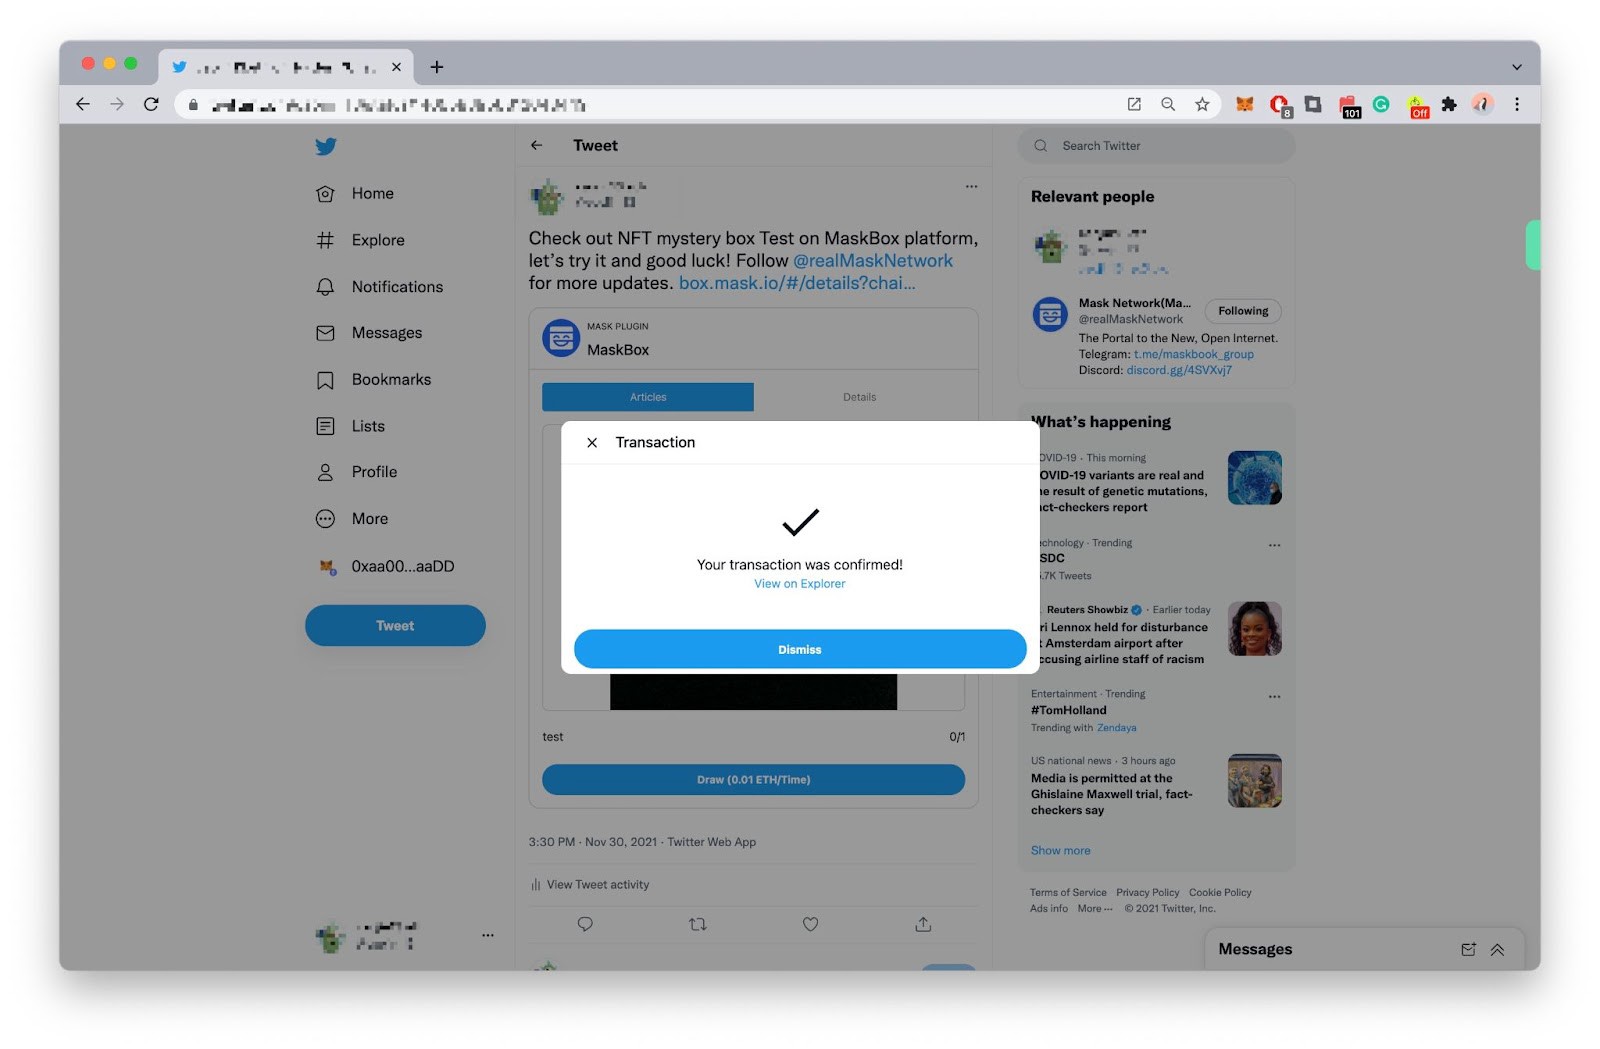 8
101
Off
Home
Explore
Notifications
Messages
Bookmarks
Lists
Profile
More
0xaa00...aaDD
Tweet
Tweet
Check out NFT mystery box Test on MaskBox platform,
let's try it and good luck! Follow @realMaskNetwork
for more updates. box.mask.io/#/details?chai...
MASK PLUGIN
MaskBox
Articles
Details
Transaction
Your transaction was confirmed!
View on Explorer
Dismiss
test
0/1
Draw (0.01 ETH/Time)
3:30 PM · Nov 30, 2021 · Twitter Web App
View Tweet activity
Search Twitter
Relevant people
Mask Network(Ma...
@realMaskNetwork
Following
The Portal to the New, Open Internet.
Telegram: t.me/maskbook_group
Discord: discord.gg/4SVXvj7
What's happening
OVID-19 · This morning
OVID-19 variants are real and
result of genetic mutations,
ct-checkers report
chnology · Trending
SDC
.7K Tweets
Reuters Showbiz · Earlier today
ri Lennox held for disturbance
Amsterdam airport after
ccusing airline staff of racism
Entertainment · Trending
#TomHolland
Trending with Zendaya
US national news · 3 hours ago
Media is permitted at the
Ghislaine Maxwell trial, fact-
checkers say
Show more
Terms of Service Privacy Policy Cookie Policy
Ads info More ··· © 2021 Twitter, Inc.
Messages